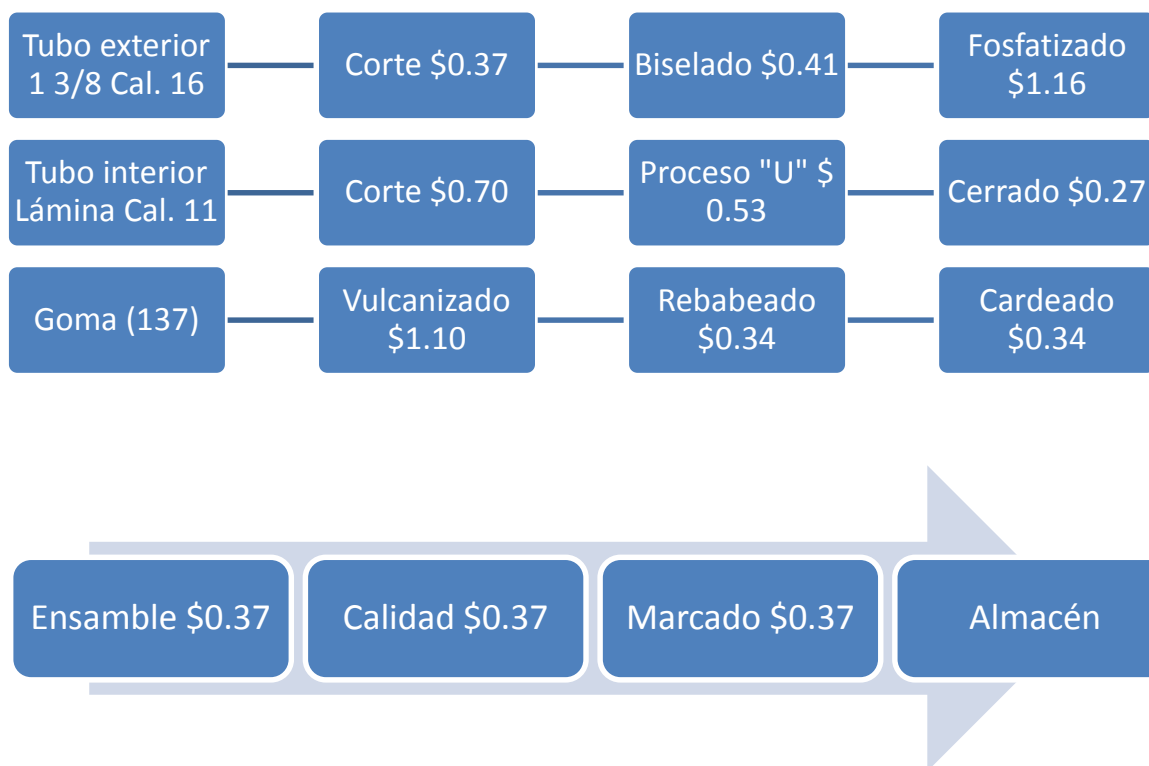 Tubo exterior
1 3/8 Cal. 16
Corte $0.37
Biselado $0.41
Fosfatizado
$1.16
Tubo interior
Lámina Cal. 11
Corte $0.70
Proceso "U" $
0.53
Cerrado $0.27
Goma (137)
Vulcanizado
$1.10
Rebabeado
$0.34
Cardeado
$0.34
Ensamble $0.37
Calidad $0.37
Marcado $0.37
Almacén